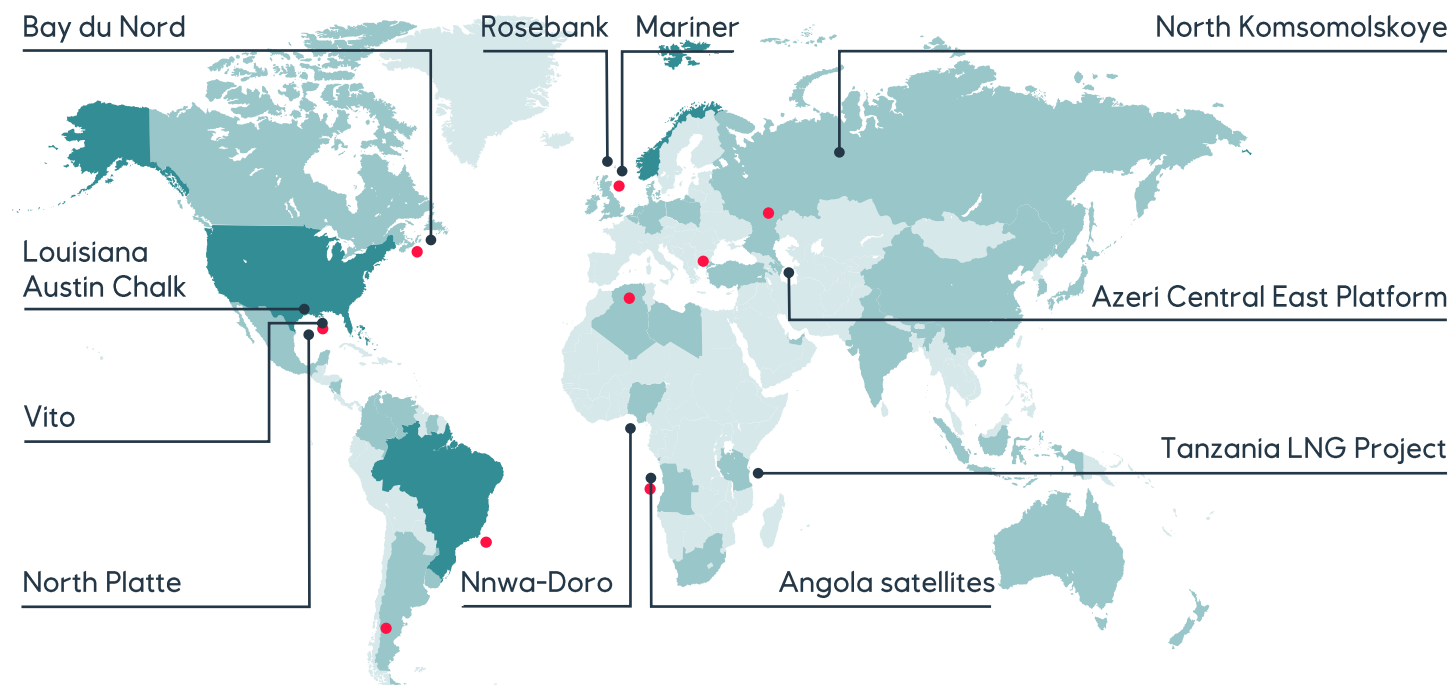 Bay du Nord
Rosebank
Mariner
North Komsomolskoye
Louisiana
Austin Chalk
Azeri Central East Platform
Vito
Tanzania LNG Project
North Platte
Nnwa-Doro
Angola satellites